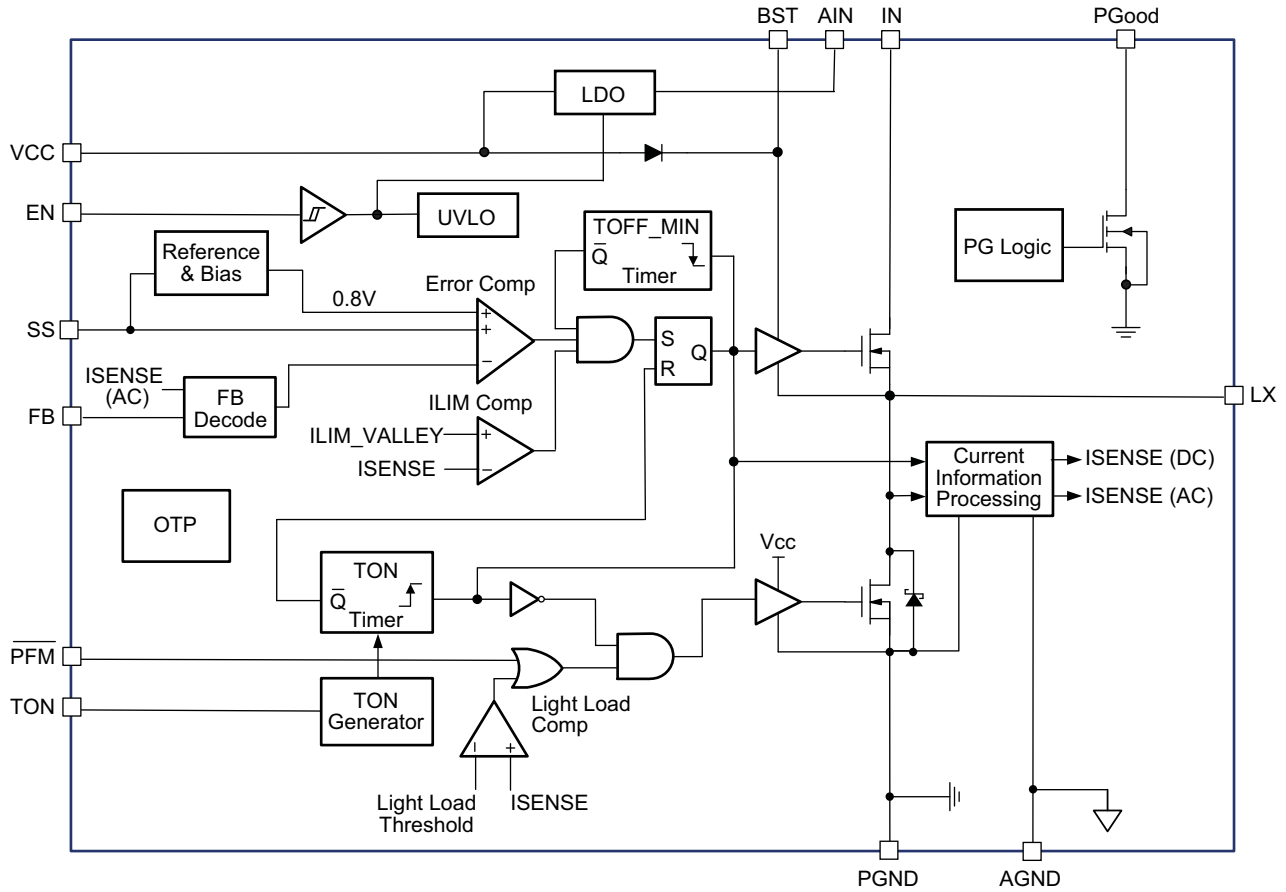 BST AIN IN PGood
LDO
VCC
EN
UVLO
TOFF_MIN
Q̅
Timer
PG Logic
Reference
& Bias
Error Comp
0.8V
+
+
−
SS
S
R
Q
ISENSE
(AC)
FB
Decode
FB
ILIM Comp
ILIM_VALLEY
+
ISENSE
−
LX
Current
Information
Processing
ISENSE (DC)
ISENSE (AC)
OTP
Vcc
TON
Q̅
Timer
P̅F̅M̅
TON
TON
Generator
Light Load
Comp
− +
Light Load
Threshold
ISENSE
PGND AGND